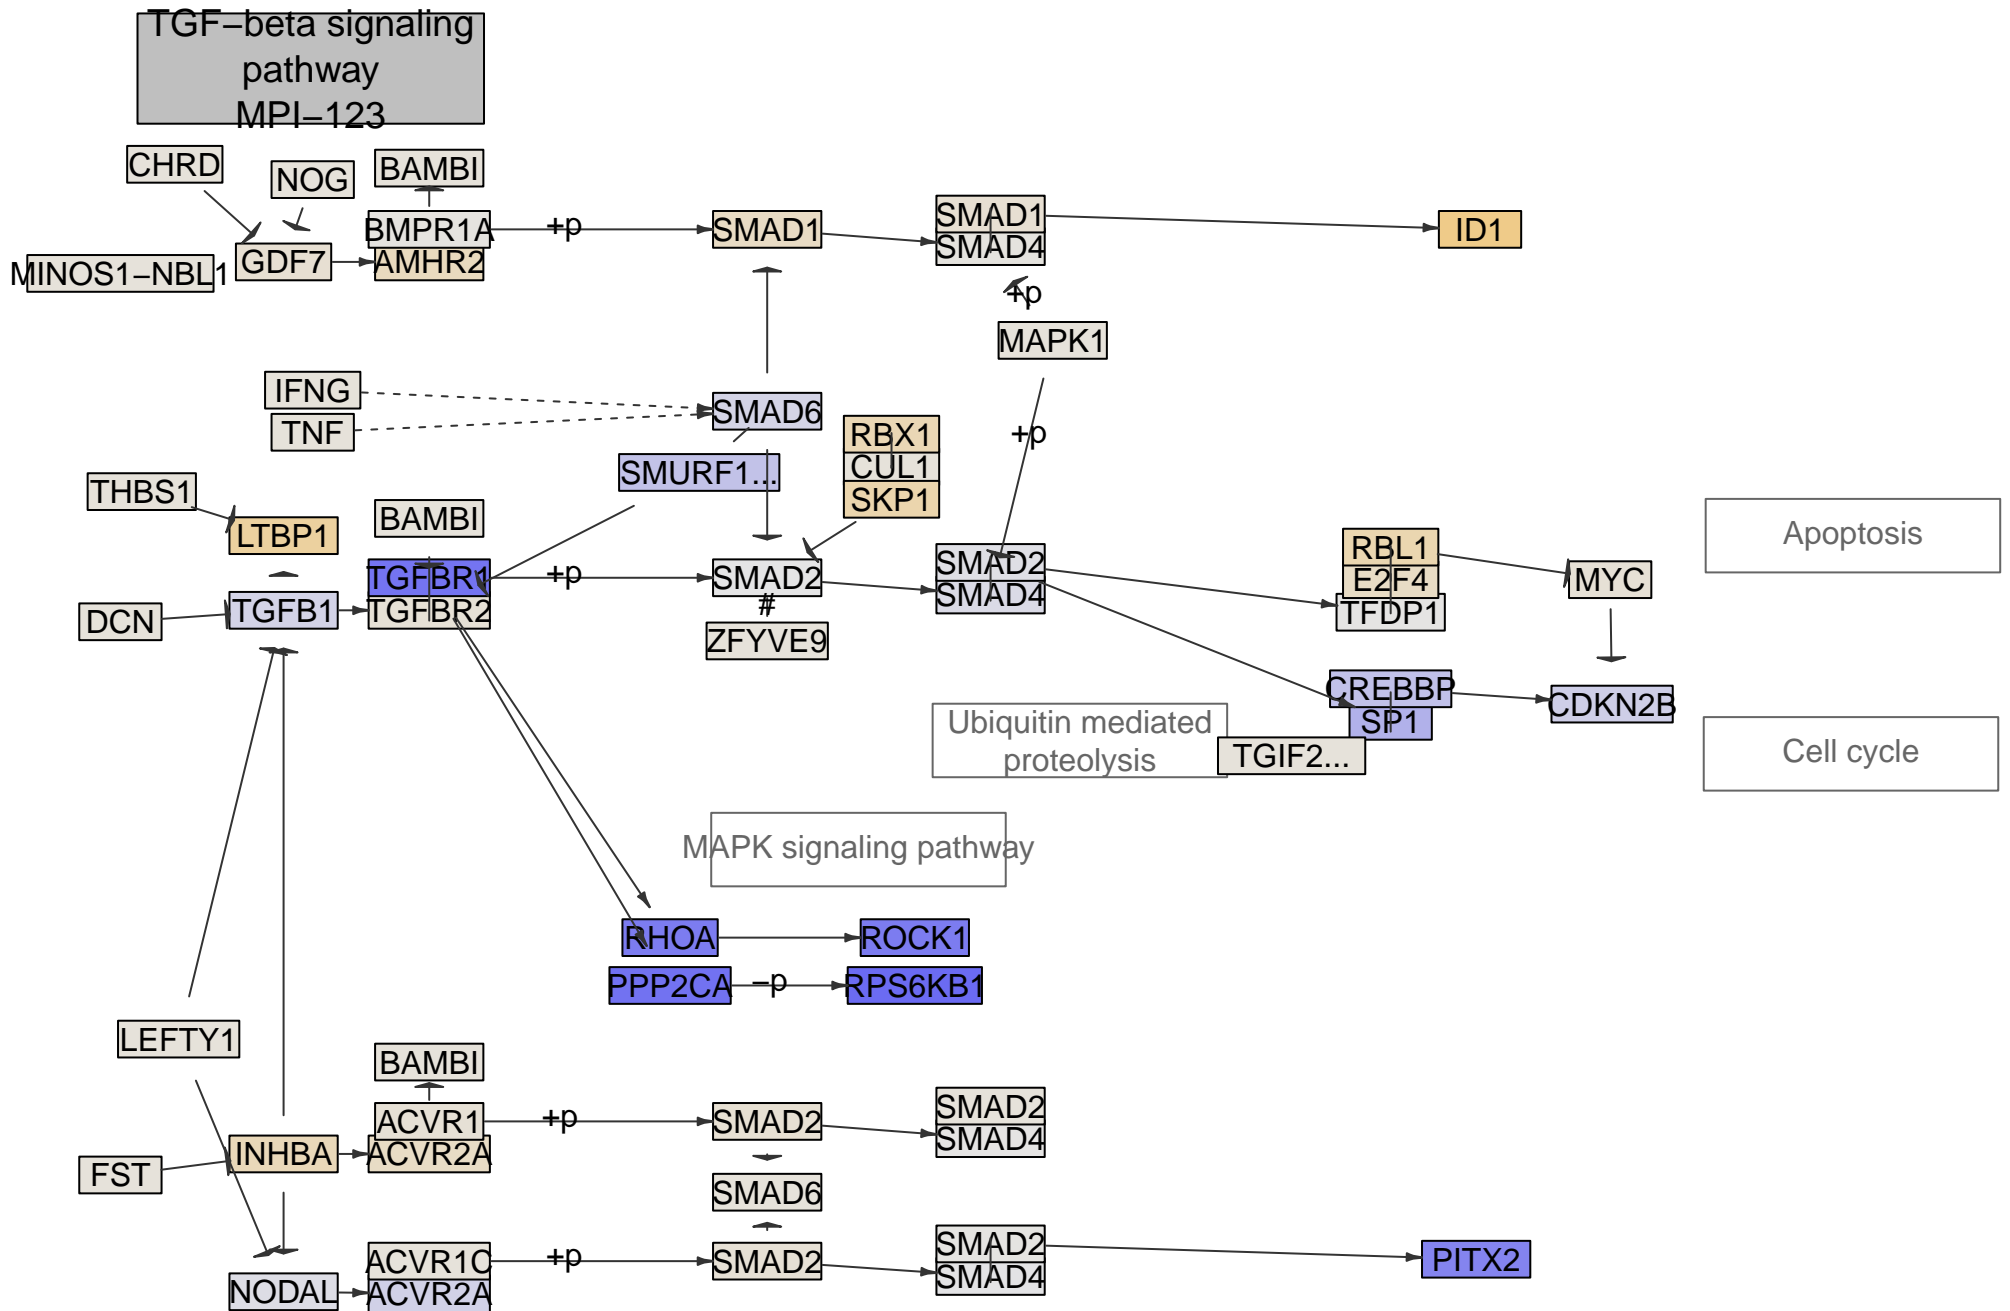 TGF−beta signaling
pathway
MPI−123
CHRD
NOG
BAMBI
BMPR1A
AMHR2
GDF7
MINOS1−NBL1
+p
SMAD1
SMAD1
SMAD4
ID1
+p
MAPK1
IFNG
TNF
SMAD6
+p
RBX1
CUL1
SKP1
SMURF1...
THBS1
LTBP1
BAMBI
TGFBR1
TGFBR2
TGFB1
DCN
+p
SMAD2
#
ZFYVE9
SMAD2
SMAD4
RBL1
E2F4
TFDP1
MYC
Apoptosis
CREBBP
SP1
TGIF2...
CDKN2B
Ubiquitin mediated
proteolysis
Cell cycle
MAPK signaling pathway
RHOA
ROCK1
PPP2CA
−p
RPS6KB1
LEFTY1
BAMBI
ACVR1
ACVR2A
INHBA
FST
+p
SMAD2
SMAD2
SMAD4
SMAD6
ACVR1C
ACVR2A
NODAL
+p
SMAD2
SMAD2
SMAD4
PITX2